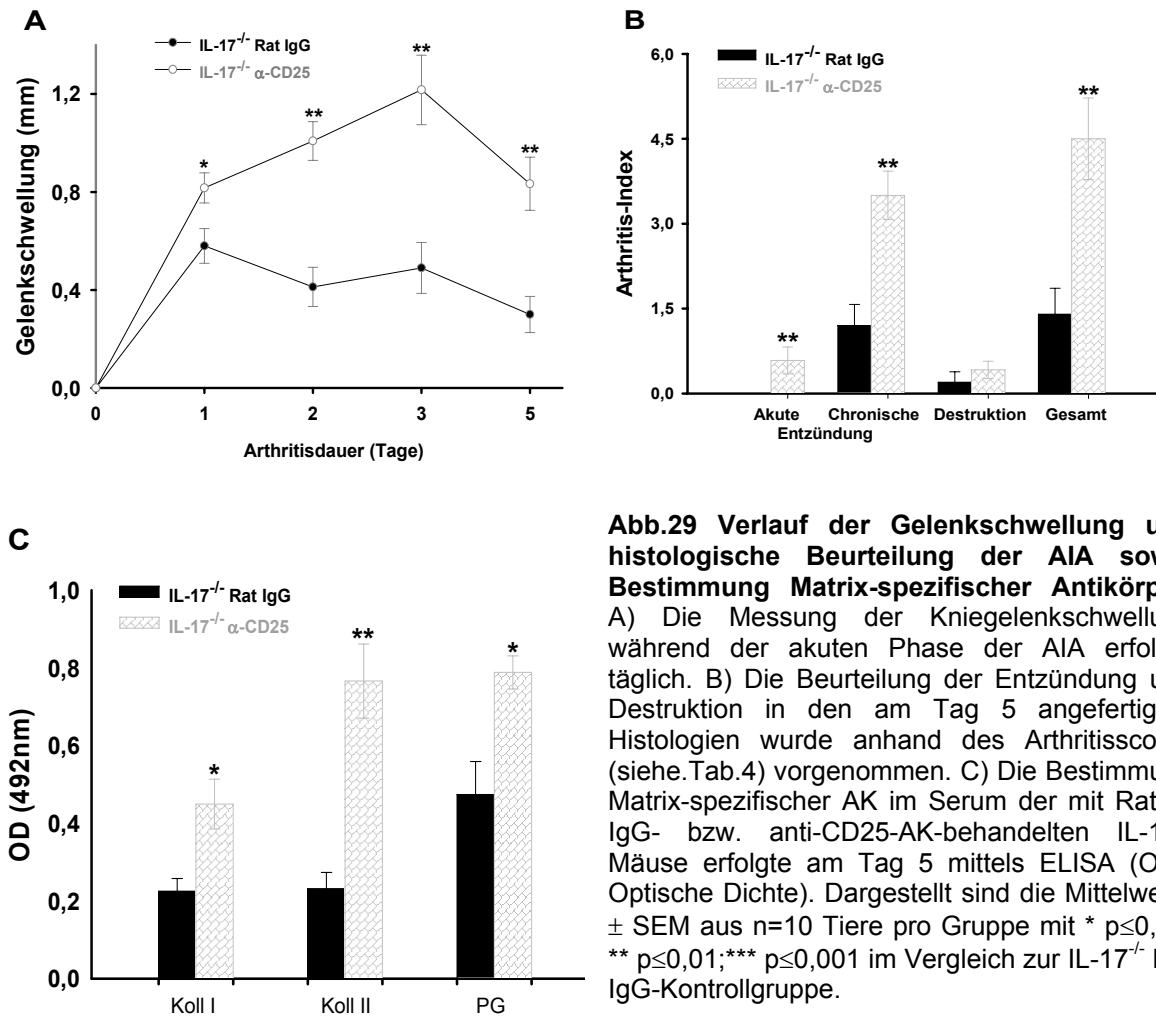 A
IL-17-/- Rat IgG
IL-17-/- α-CD25
Gelenkschwellung (mm)
1,2
0,8
0,4
0,0
*
**
**
**
0
1
2
3
5
Arthritisdauer (Tage)
B
IL-17-/- Rat IgG
IL-17-/- α-CD25
Arthritis-Index
6,0
4,5
3,0
1,5
0,0
**
**
**
Akute
Chronische
Destruktion
Gesamt
Entzündung
C
IL-17-/- Rat IgG
IL-17-/- α-CD25
OD (492nm)
1,0
0,8
0,6
0,4
0,2
0,0
*
**
*
Koll I
Koll II
PG
Abb.29 Verlauf der Gelenkschwellung u
histologische Beurteilung der AIA sow
Bestimmung Matrix-spezifischer Antikörp
A) Die Messung der Kniegelenkschwellu
während der akuten Phase der AIA erfol
täglich. B) Die Beurteilung der Entzündung u
Destruktion in den am Tag 5 angefertig
Histologien wurde anhand des Arthritissco
(siehe.Tab.4) vorgenommen. C) Die Bestimmu
Matrix-spezifischer AK im Serum der mit Rat
IgG- bzw. anti-CD25-AK-behandelten IL-1
Mäuse erfolgte am Tag 5 mittels ELISA (O
Optische Dichte). Dargestellt sind die Mittelwe
± SEM aus n=10 Tiere pro Gruppe mit * p≤0,
** p≤0,01;*** p≤0,001 im Vergleich zur IL-17-/-
IgG-Kontrollgruppe.